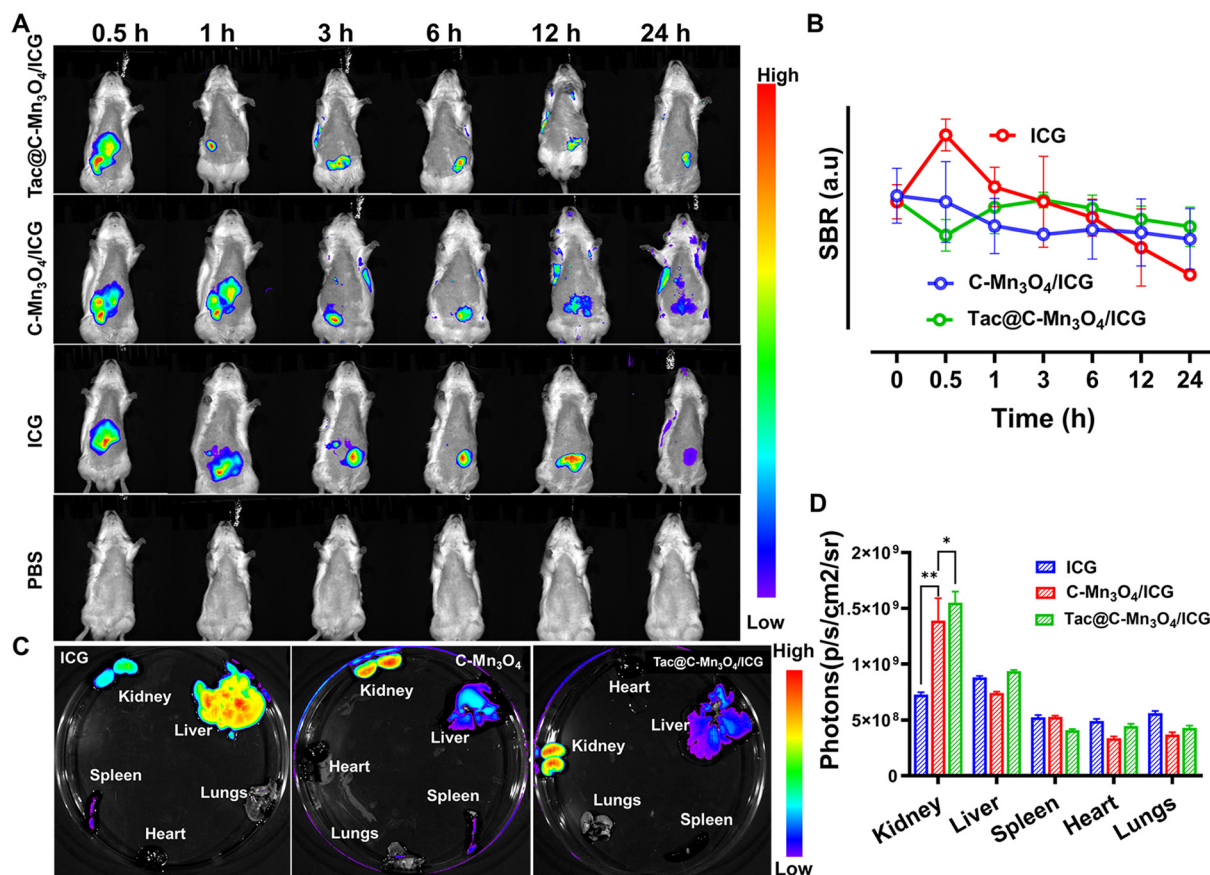 A
0.5 h 1 h 3 h 6 h 12 h 24 h
Tac@C-Mn₃O₄/ICG
C-Mn₃O₄/ICG
ICG
PBS
High
Low
B
SBR (a.u)
ICG
C-Mn₃O₄/ICG
Tac@C-Mn₃O₄/ICG
0 0.5 1 3 6 12 24
Time (h)
C
ICG
Kidney
Liver
Spleen
Lungs
Heart
C-Mn₃O₄
Kidney
Liver
Heart
Spleen
Lungs
Tac@C-Mn₃O₄/ICG
Heart
Liver
Kidney
Lungs
Spleen
High
Low
D
Photons(p/s/cm2/sr)
2×10⁹
1.5×10⁹
1×10⁹
5×10⁸
0
** *
ICG
C-Mn₃O₄/ICG
Tac@C-Mn₃O₄/ICG
Kidney Liver Spleen Heart Lungs